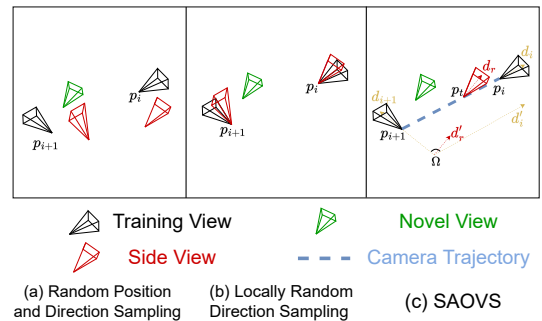 p_i
p_{i+1}
p_i
p_{i+1}
d_i
d_r
p_t
p_i
d_{i+1}
p_{i+1}
d'_r
d'_i
Ω
Training View
Novel View
Side View
Camera Trajectory
(a) Random Position
and Direction Sampling
(b) Locally Random
Direction Sampling
(c) SAOVS